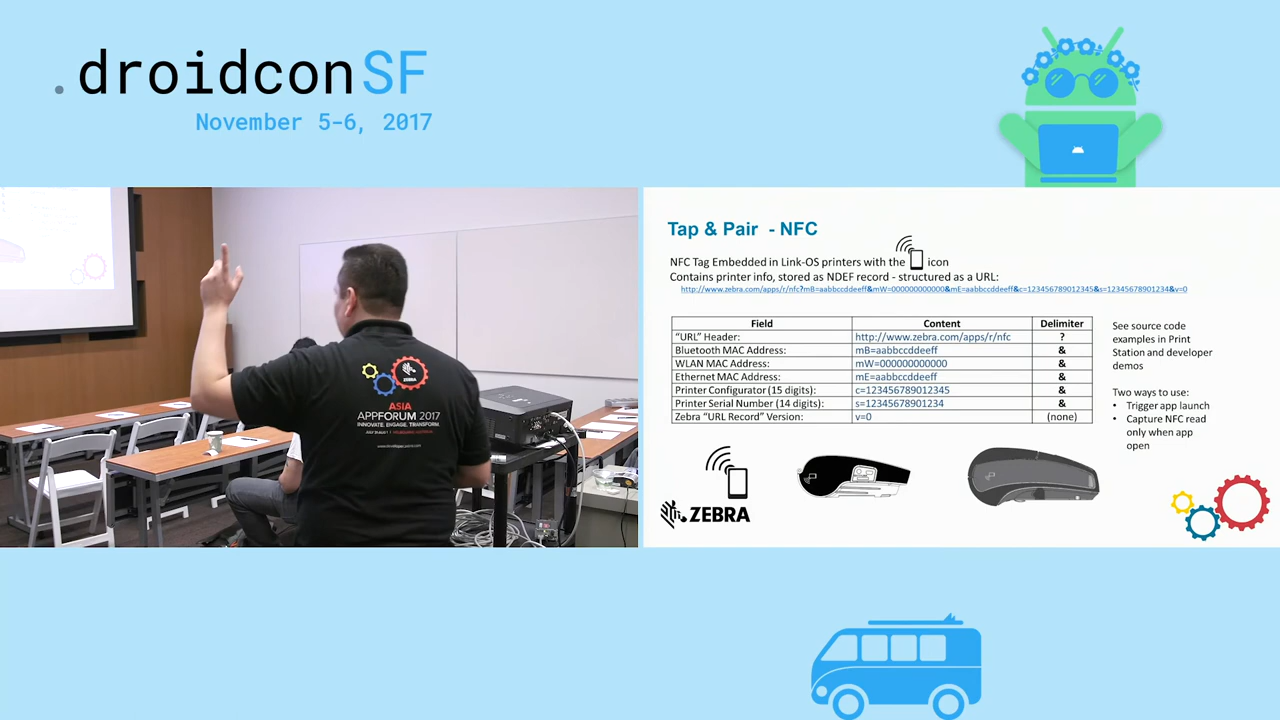 .droidconSF
November 5-6, 2017
ZEBRA
ASIA
APPFORUM 2017
INNOVATE. ENGAGE. TRANSFORM.
Tap & Pair - NFC
NFC Tag Embedded in Link-OS printers with the icon
Contains printer info, stored as NDEF record - structured as a URL:
http://www.zebra.com/apps/r/nfc?mB=aabbccddeeff&mW=000000000000&mE=aabbccddeeff&c=123456789012345&s=12345678901234&v=0
Field Content Delimiter
“URL” Header: http://www.zebra.com/apps/r/nfc ?
Bluetooth MAC Address: mB=aabbccddeeff &
WLAN MAC Address: mW=000000000000 &
Ethernet MAC Address: mE=aabbccddeeff &
Printer Configurator (15 digits): c=123456789012345 &
Printer Serial Number (14 digits): s=12345678901234 &
Zebra “URL Record” Version: v=0 (none)
See source code
examples in Print
Station and developer
demos
Two ways to use:
• Trigger app launch
• Capture NFC read
only when app
open
ZEBRA